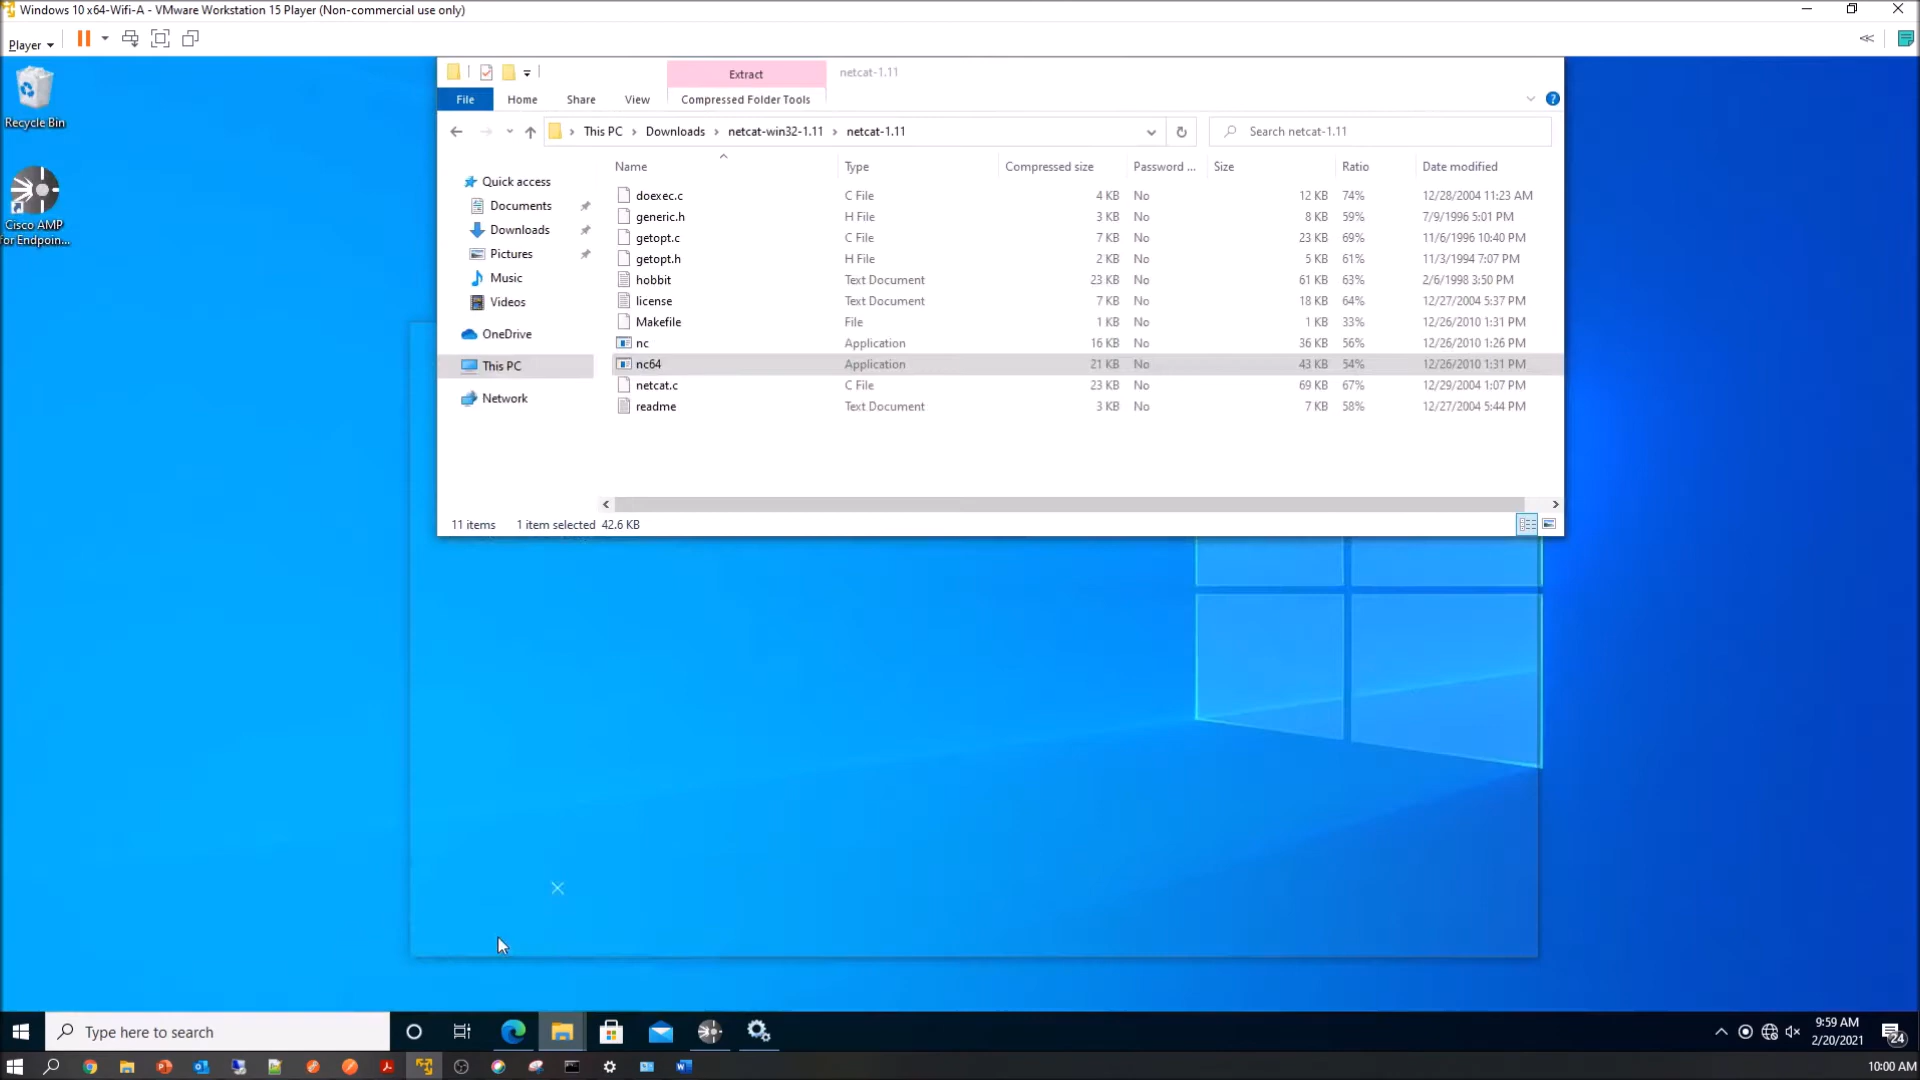 Windows 10 x64-Wifi-A - VMware Workstation 15 Player (Non-commercial use only)
Player
Extract
netcat-1.11
File
Home
Share
View
Compressed Folder Tools
This PC
Downloads
netcat-win32-1.11
netcat-1.11
Search netcat-1.11
Name
Type
Compressed size
Password ...
Size
Ratio
Date modified
Quick access
Documents
Downloads
Pictures
Music
Videos
OneDrive
This PC
Network
doexec.c C File 4 KB No 12 KB 74% 12/28/2004 11:23 AM
generic.h H File 3 KB No 8 KB 59% 7/9/1996 5:01 PM
getopt.c C File 7 KB No 23 KB 69% 11/6/1996 10:40 PM
getopt.h H File 2 KB No 5 KB 61% 11/3/1994 7:07 PM
hobbit Text Document 23 KB No 61 KB 63% 2/6/1998 3:50 PM
license Text Document 7 KB No 18 KB 64% 12/27/2004 5:37 PM
Makefile File 1 KB No 1 KB 33% 12/26/2010 1:31 PM
nc Application 16 KB No 36 KB 56% 12/26/2010 1:26 PM
nc64 Application 21 KB No 43 KB 54% 12/26/2010 1:31 PM
netcat.c C File 23 KB No 69 KB 67% 12/29/2004 1:07 PM
readme Text Document 3 KB No 7 KB 58% 12/27/2004 5:44 PM
11 items 1 item selected 42.6 KB
Recycle Bin
Cisco AMP
for Endpoin...
Type here to search
9:59 AM
2/20/2021
24
10:00 AM